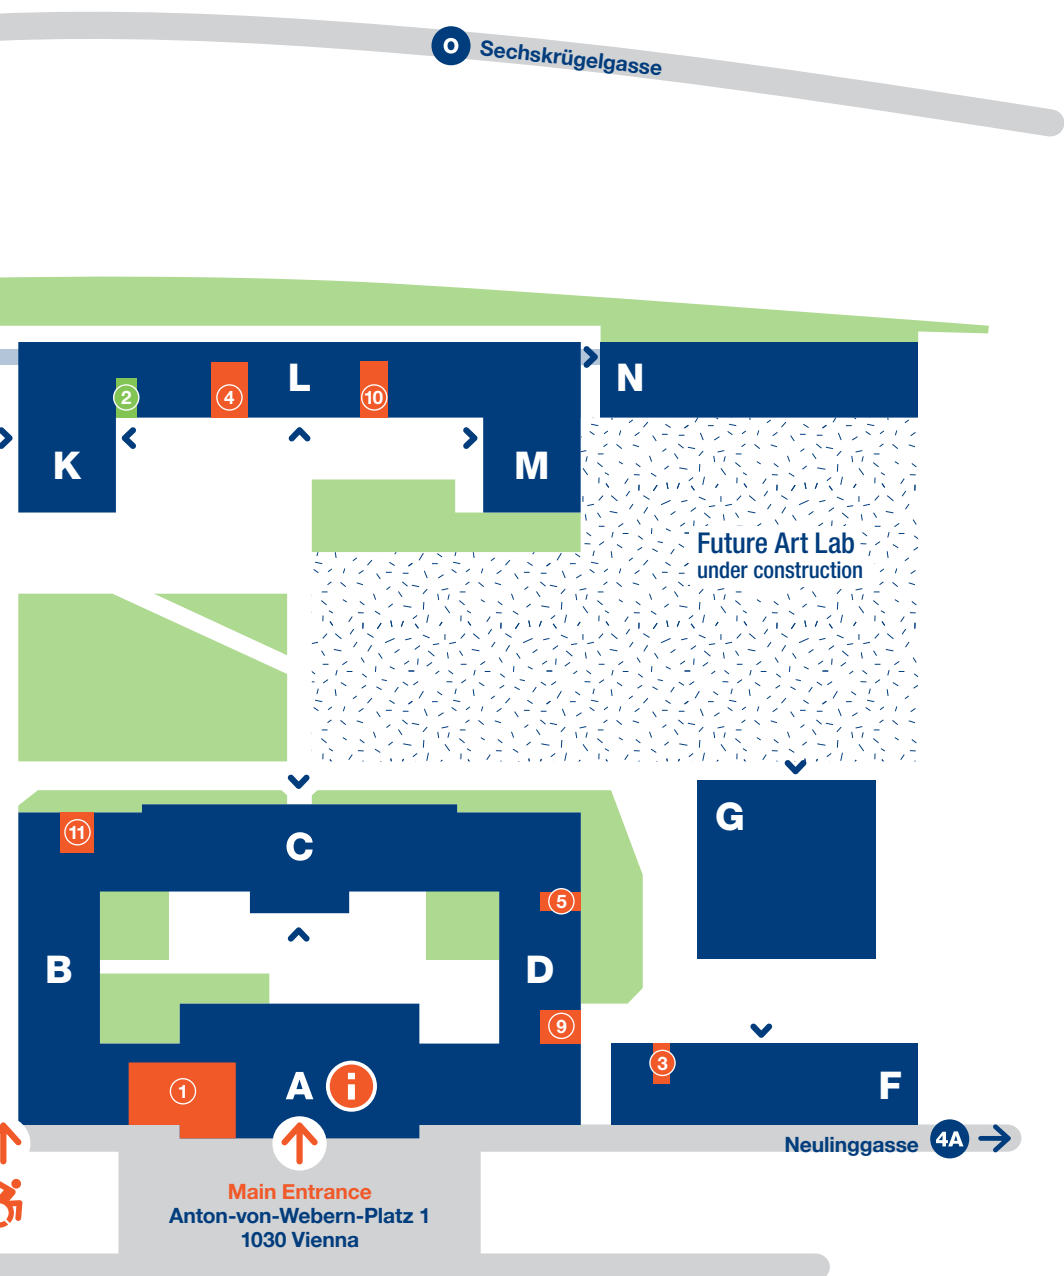 O Sechskrügelgasse
L
N
2
4
10
K
M
Future Art Lab
under construction
G
11
C
5
B
D
9
3
1
A
i
F
Neulinggasse 4A
Main Entrance
Anton-von-Webern-Platz 1
1030 Vienna